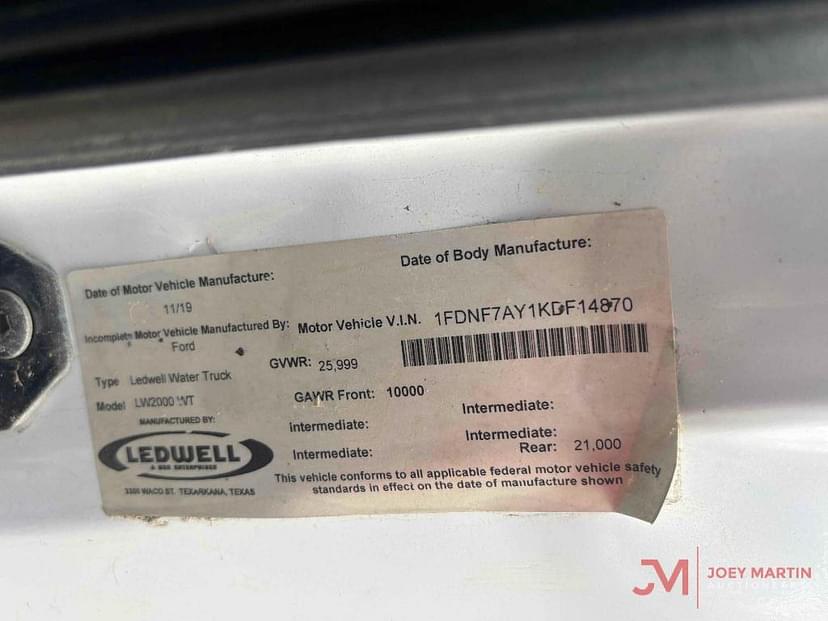 Date of Motor Vehicle Manufacture:
11/19
Date of Body Manufacture:
Incomplete Motor Vehicle Manufactured By:
Ford
Motor Vehicle V.I.N. 1FDNF7AY1KDF14870
GVWR: 25,999
Type Ledwell Water Truck
Model LW2000 WT
GAWR Front: 10000
Intermediate:
intermediate:
Intermediate:
Intermediate:
Rear: 21,000
MANUFACTURED BY:
LEDWELL
& SON ENTERPRISES
3300 WACO ST. TEXARKANA, TEXAS
This vehicle conforms to all applicable federal motor vehicle safety
standards in effect on the date of manufacture shown
JM JOEY MARTIN
AUCTIONEERS